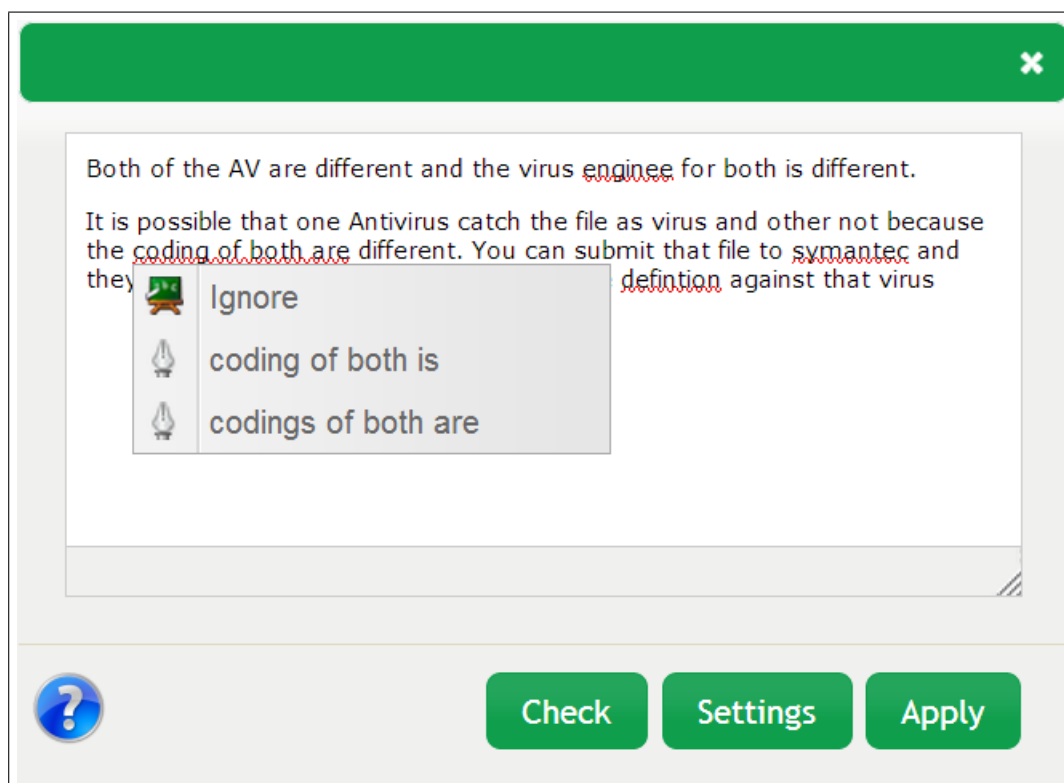 Both of the AV are different and the virus enginee for both is different.
It is possible that one Antivirus catch the file as virus and other not because
the coding of both are different. You can submit that file to symantec and
they defintion against that virus
Ignore
coding of both is
codings of both are
Check Settings Apply